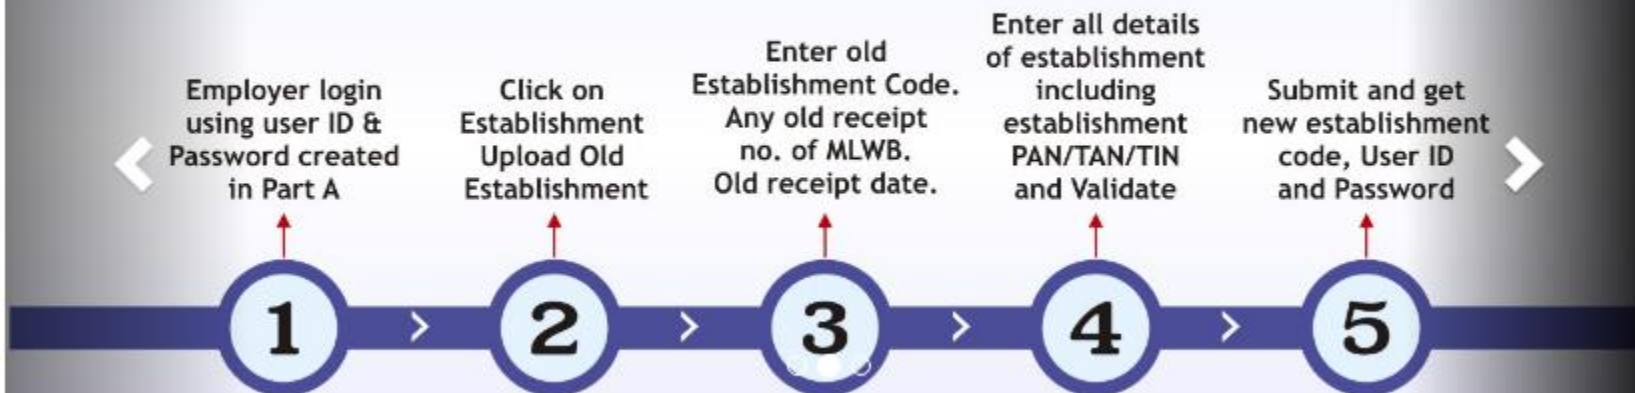 Employer login
using user ID &
Password created
in Part A
Click on
Establishment
Upload Old
Establishment
Enter old
Establishment Code.
Any old receipt
no. of MLWB.
Old receipt date.
Enter all details
of establishment
including
establishment
PAN/TAN/TIN
and Validate
Submit and get
new establishment
code, User ID
and Password
1 > 2 > 3 > 4 > 5